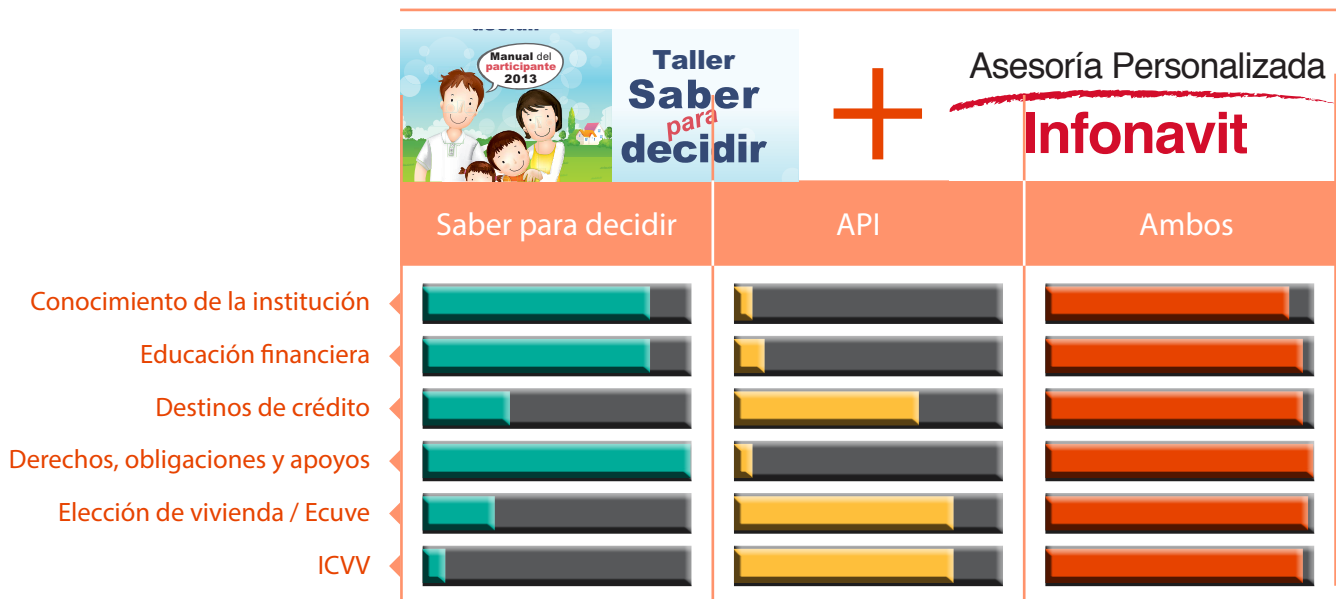 Manual del
participante
2013
Taller
Saber
para
decidir
Asesoría Personalizada
Infonavit
Saber para decidir
API
Ambos
Conocimiento de la institución
Educación financiera
Destinos de crédito
Derechos, obligaciones y apoyos
Elección de vivienda / Ecuve
ICVV